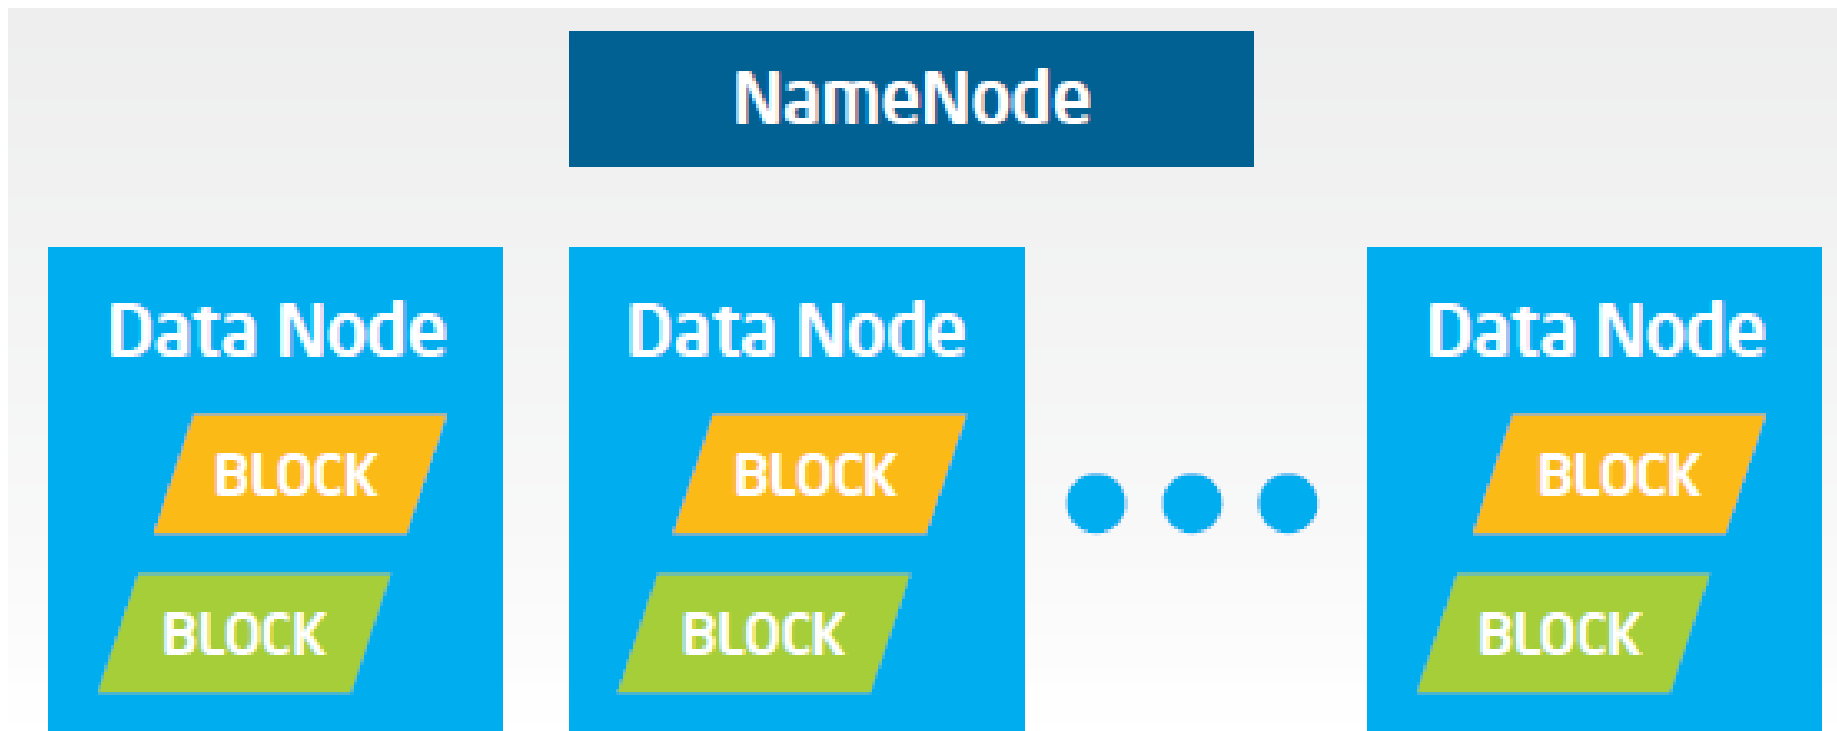 NameNode
Data Node
BLOCK
BLOCK
Data Node
BLOCK
BLOCK
Data Node
BLOCK
BLOCK